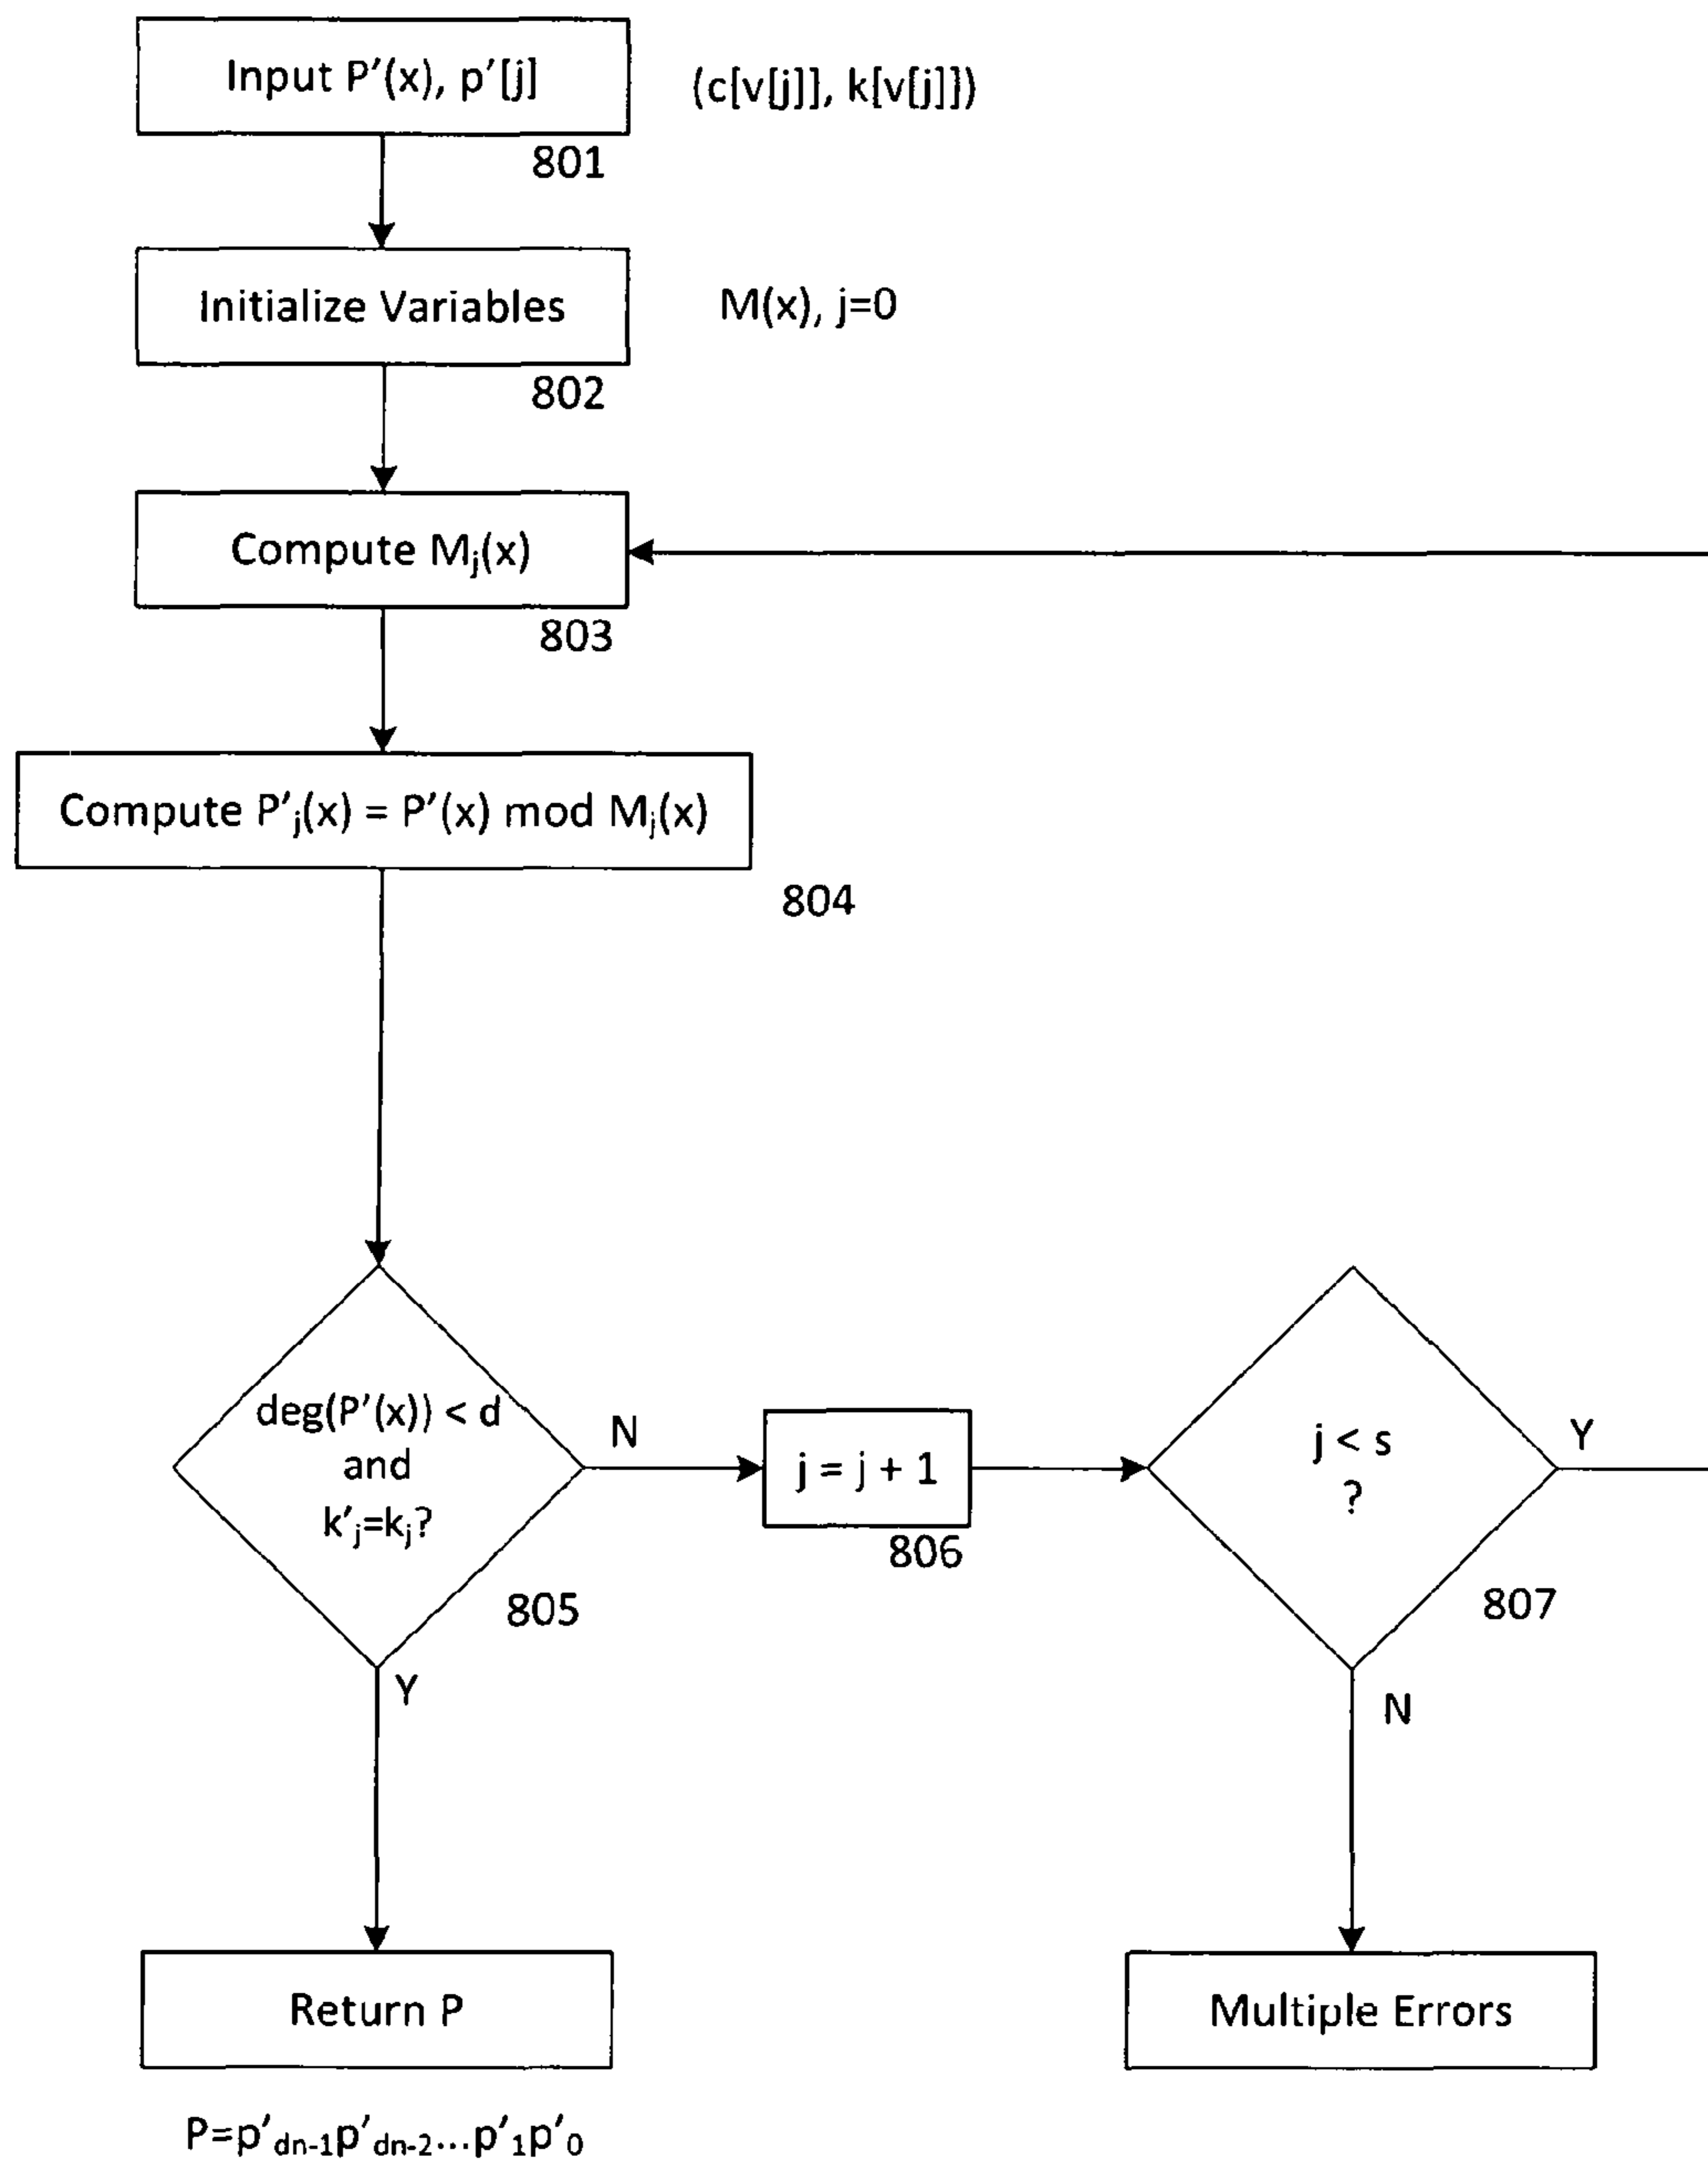 Input P′(x), p′[j]
(c[v[j]], k[v[j]])
801
Initialize Variables
M(x), j=0
802
Compute Mj(x)
803
Compute P′j(x) = P′(x) mod Mj(x)
804
deg(P′(x)) < d
and
k′j=kj?
N
805
Y
j = j + 1
806
j < s
?
Y
807
N
Return P
Multiple Errors
P=p′dn-1p′dn-2...p′1p′0